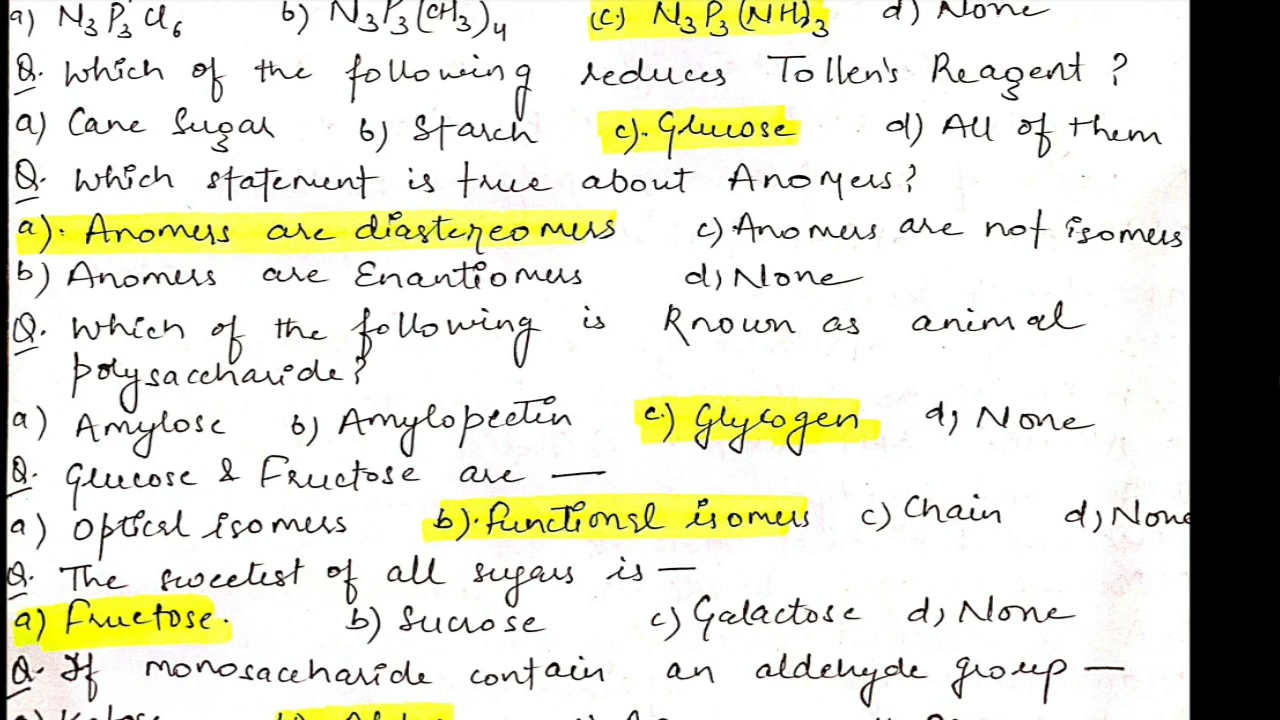 a) N3P3Cl6 b) N3P3(CH3)4 (c) N3P3(NH)3 d) None
Q. Which of the following reduces Tollen's Reagent?
a) Cane Sugar b) Starch c). Glucose d) All of them
Q. Which statement is true about Anomers?
a). Anomers are diastereomers c) Anomers are not isomers
b) Anomers are Enantiomers d) None
Q. Which of the following is known as animal
polysaccharide?
a) Amylose b) Amylopectin c) Glycogen d) None
Q. Glucose & Fructose are —
a) Optical isomers b). functional isomers c) Chain d) None
Q. The sweetest of all sugars is —
a) Fructose. b) Sucrose c) Galactose d) None
Q. If monosaccharide contain an aldehyde group —